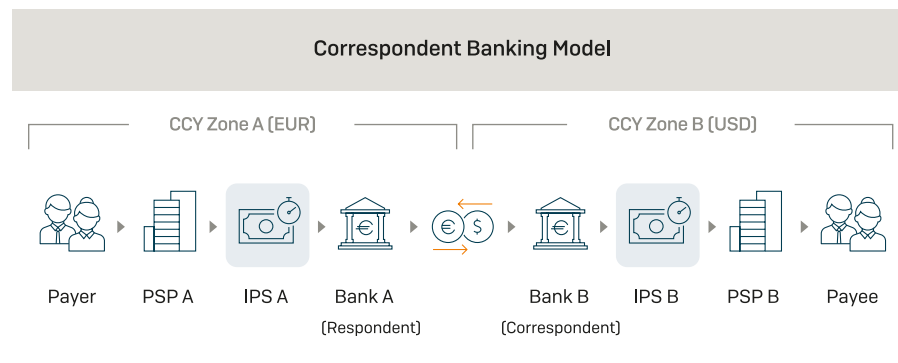 Correspondent Banking Model
CCY Zone A (EUR)
CCY Zone B (USD)
€
€
$
€
Payer
PSP A
IPS A
Bank A
Bank B
IPS B
PSP B
Payee
(Respondent)
(Correspondent)